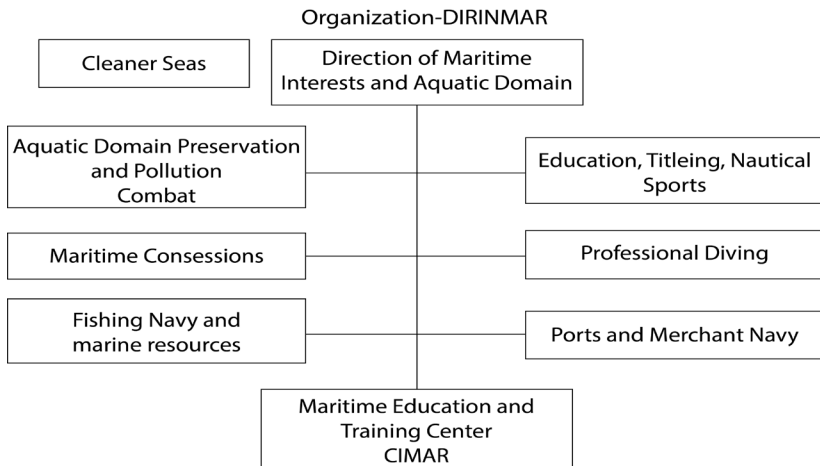 Organization-DIRINMAR
Cleaner Seas
Direction of Maritime
Interests and Aquatic Domain
Aquatic Domain Preservation
and Pollution
Combat
Education, Titleing, Nautical
Sports
Maritime Consessions
Professional Diving
Fishing Navy and
marine resources
Ports and Merchant Navy
Maritime Education and
Training Center
CIMAR